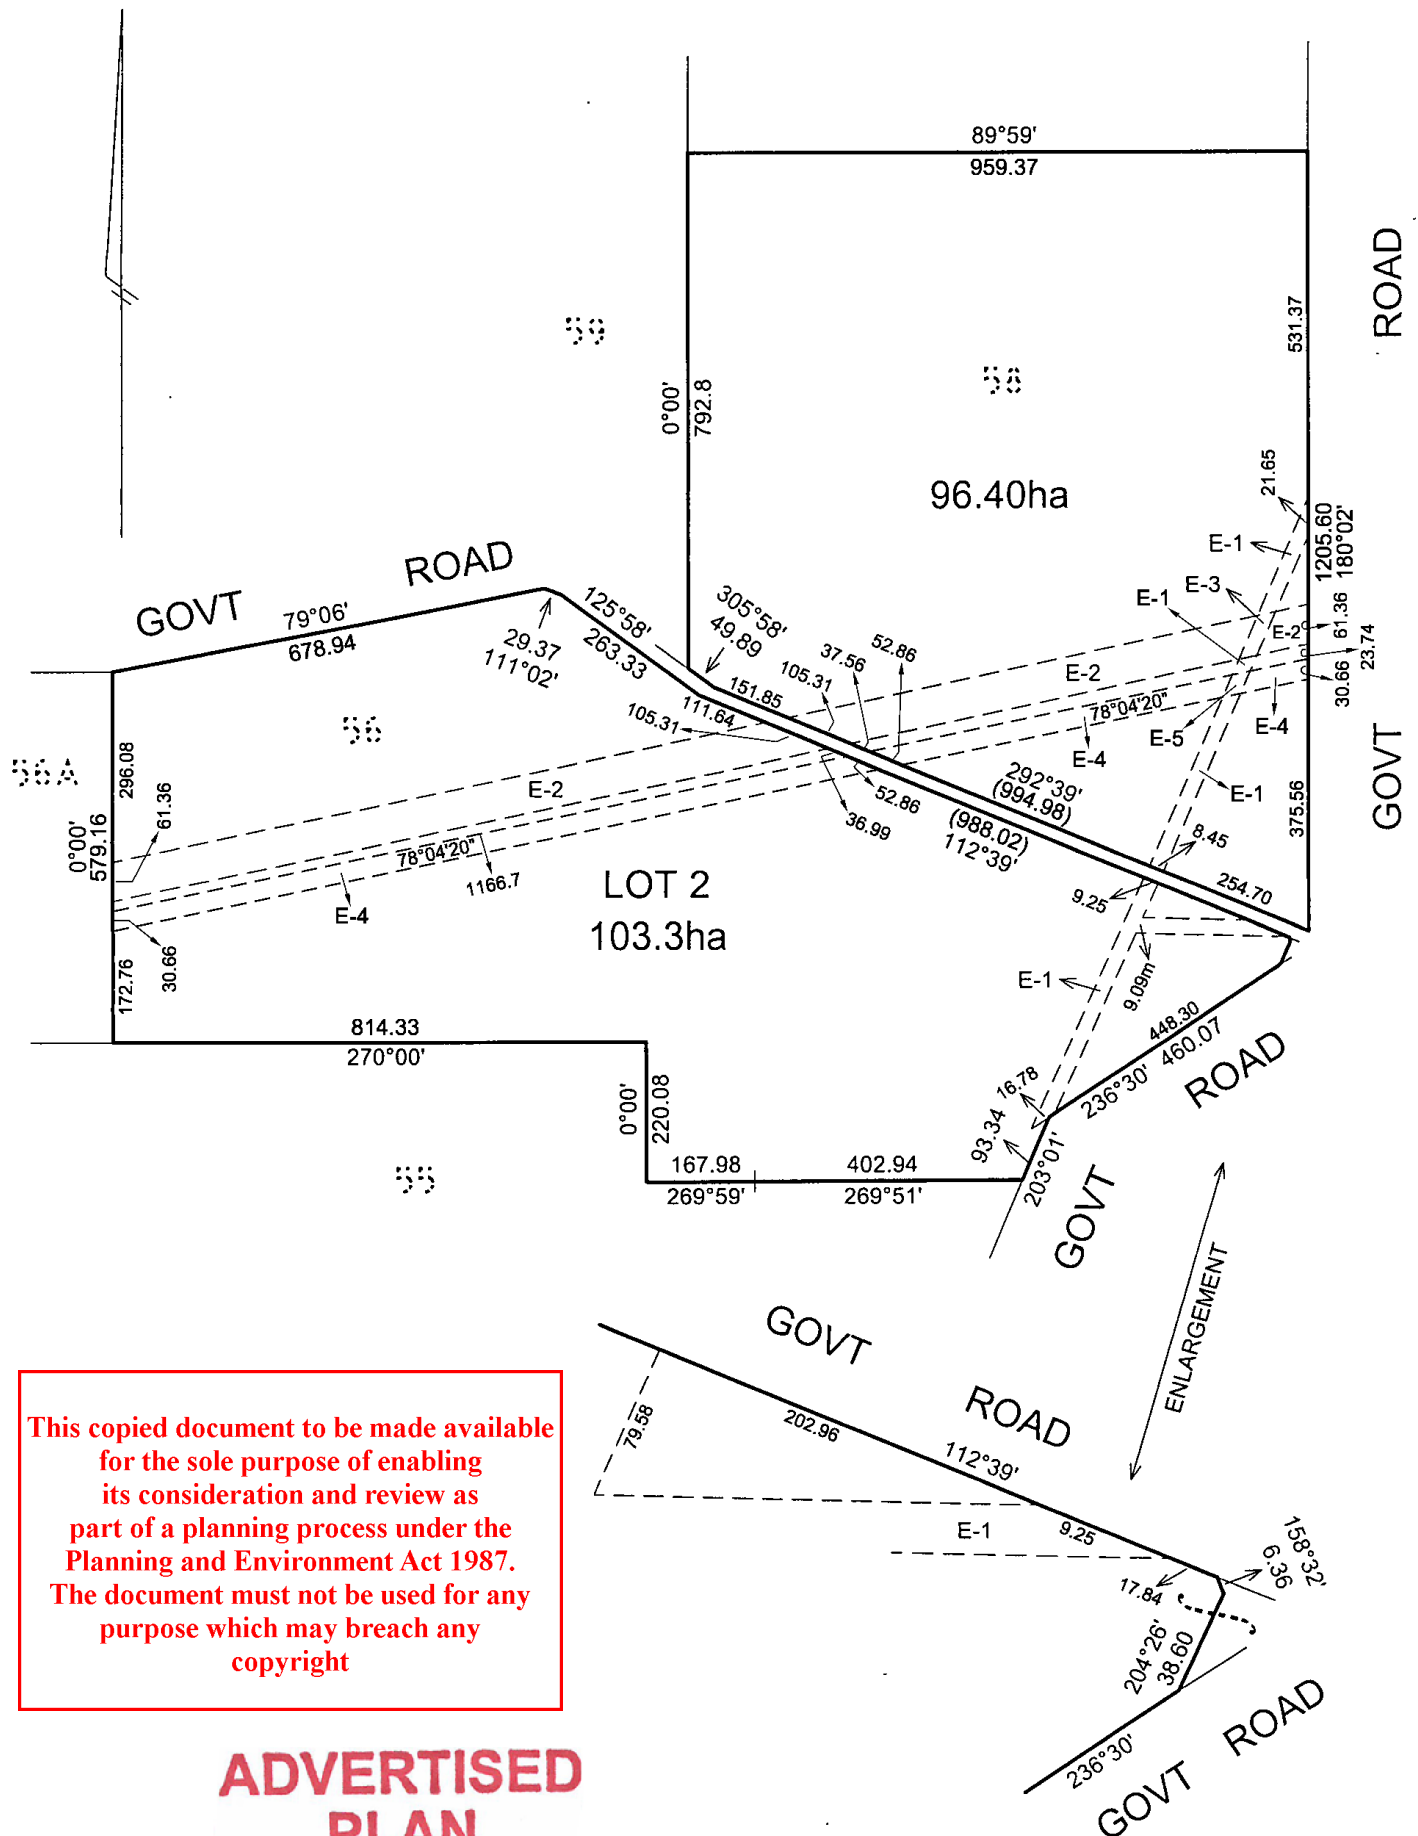 89°59'
959.37
ROAD
59
531.37
58
0°00'
792.8
96.40ha
21.65
E-1
1205.60
180°02'
E-3
E-1
61.36
E-2
23.74
30.66
GOVT ROAD
79°06'
678.94
29.37
111°02'
125°58'
263.33
305°58'
49.89
37.56
52.86
105.31
151.85
111.64
105.31
E-2
78°04'20"
E-4
E-4
E-5
E-1
56
56A
296.08
61.36
0°00'
579.16
E-2
78°04'20"
1166.7
E-4
30.66
172.76
52.86
36.99
292°39'
(994.98)
(988.02)
112°39'
GOVT
375.56
8.45
254.70
9.25
LOT 2
103.3ha
E-1
9.09m
448.30
460.07
236°30'
ROAD
814.33
270°00'
0°00'
220.08
16.78
93.34
203°01'
GOVT
167.98
269°59'
402.94
269°51'
55
ENLARGEMENT
GOVT
ROAD
79.58
202.96
112°39'
E-1
9.25
158°32'
6.36
17.84
204°26'
38.60
236°30'
GOVT ROAD
This copied document to be made available
for the sole purpose of enabling
its consideration and review as
part of a planning process under the
Planning and Environment Act 1987.
The document must not be used for any
purpose which may breach any
copyright
ADVERTISED
PLAN